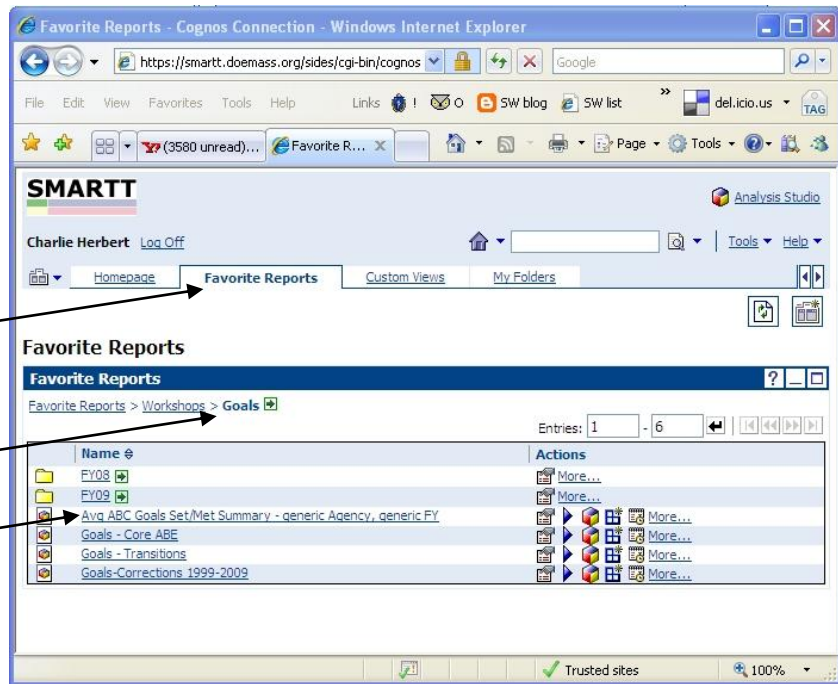 Favorite Reports - Cognos Connection - Windows Internet Explorer
https://smartt.doemass.org/sides/cgi-bin/cognos
Google
File Edit View Favorites Tools Help Links ! O SW blog SW list » del.icio.us TAG
(3580 unread)... Favorite R... X Page Tools
SMARTT
Analysis Studio
Charlie Herbert Log Off
Tools Help
Homepage Favorite Reports Custom Views My Folders
Favorite Reports
Favorite Reports ?
Favorite Reports > Workshops > Goals
Entries: 1 - 6
Name Actions
FY08 More...
FY09 More...
Avg ABC Goals Set/Met Summary - generic Agency, generic FY More...
Goals - Core ABE More...
Goals - Transitions More...
Goals-Corrections 1999-2009 More...
Trusted sites 100%